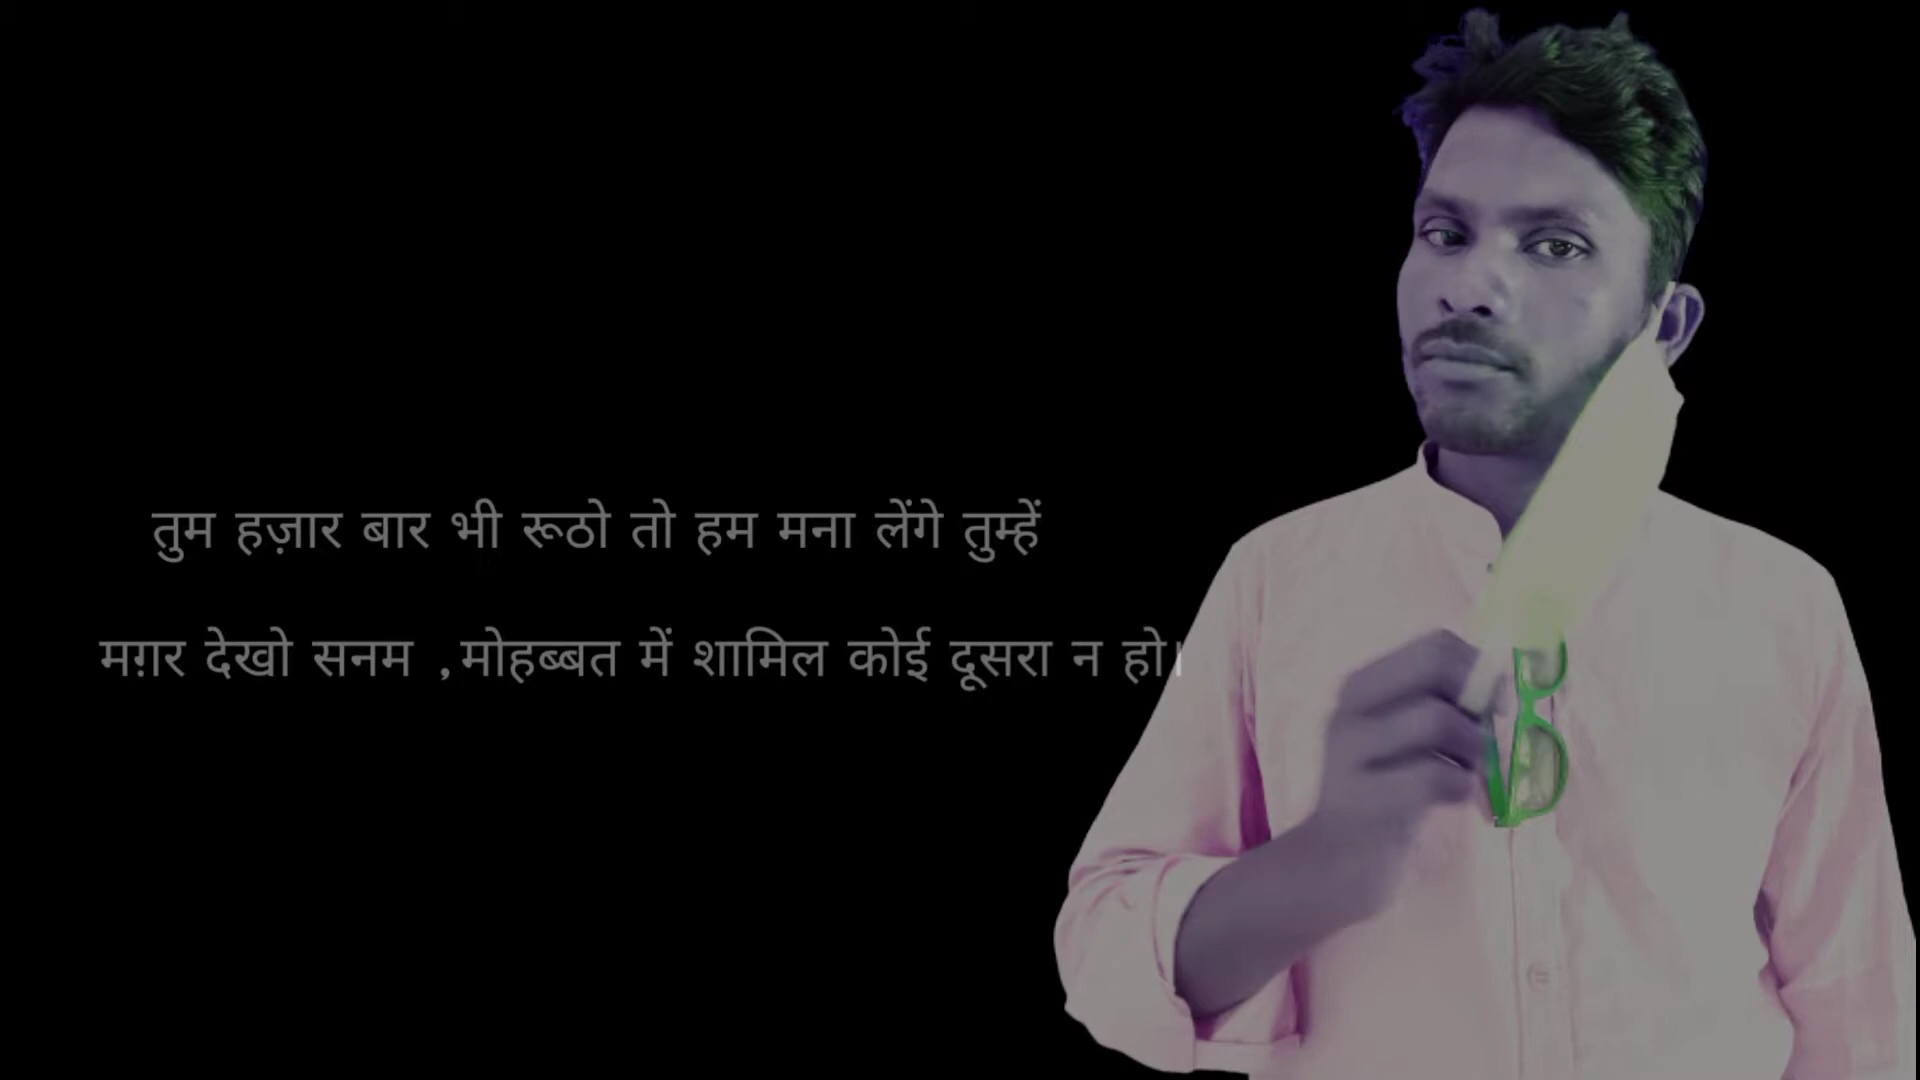 तुम हज़ार बार भी रूठो तो हम मना लेंगे तुम्हें
मग़र देखो सनम ,मोहब्बत में शामिल कोई दूसरा न हो।